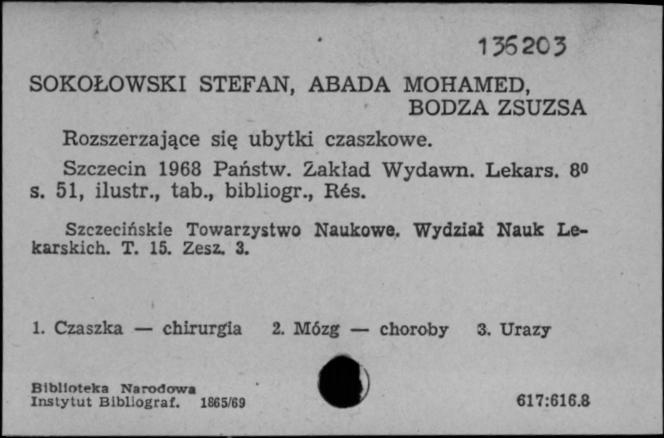 136203
SOKOŁOWSKI STEFAN, ABADA MOHAMED,
BODZA ZSUZSA
Rozszerzające się ubytki czaszkowe.
Szczecin 1968 Państw. Zakład Wydawn. Lekars. 8⁰
s. 51, ilustr., tab., bibliogr., Rés.
Szczecińskie Towarzystwo Naukowe. Wydział Nauk Le-
karskich. T. 15. Zesz. 3.
1. Czaszka — chirurgia 2. Mózg — choroby 3. Urazy
Biblioteka Narodowa
Instytut Bibliograf. 1865/69
617:616.8